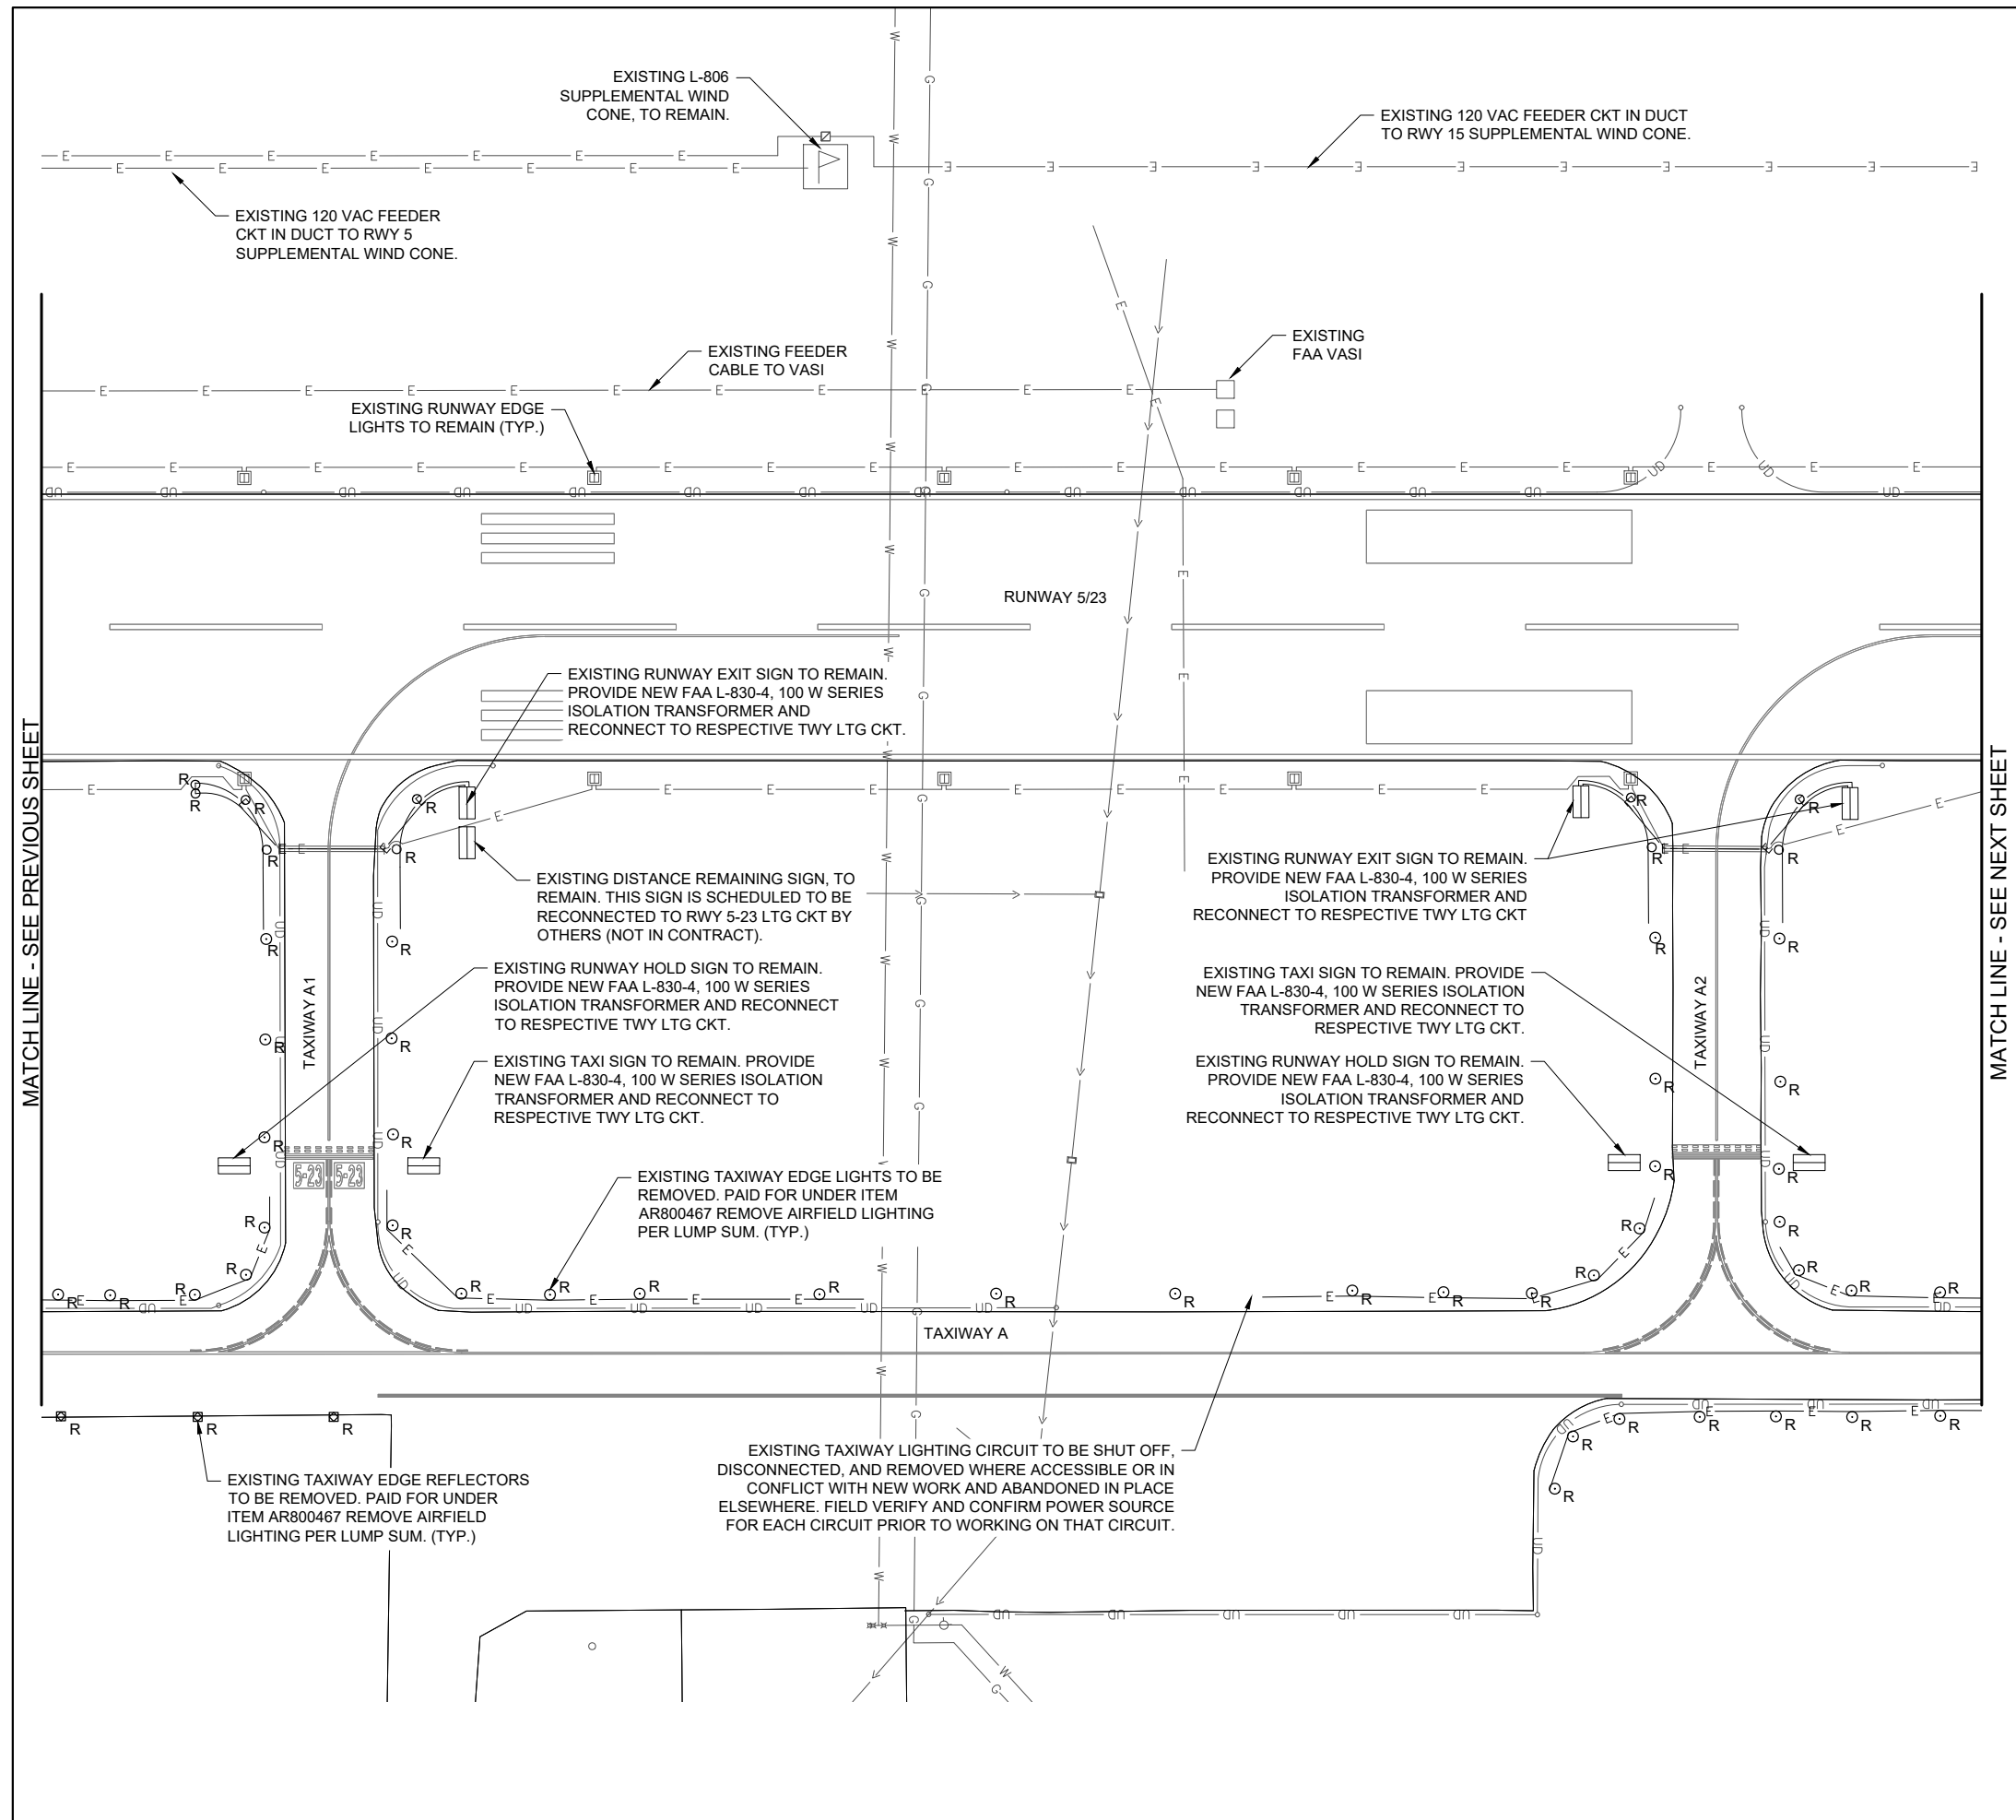 EXISTING L-806
SUPPLEMENTAL WIND
CONE, TO REMAIN.
EXISTING 120 VAC FEEDER CKT IN DUCT
TO RWY 15 SUPPLEMENTAL WIND CONE.
EXISTING 120 VAC FEEDER
CKT IN DUCT TO RWY 5
SUPPLEMENTAL WIND CONE.
EXISTING FEEDER
CABLE TO VASI
EXISTING
FAA VASI
EXISTING RUNWAY EDGE
LIGHTS TO REMAIN (TYP.)
RUNWAY 5/23
EXISTING RUNWAY EXIT SIGN TO REMAIN.
PROVIDE NEW FAA L-830-4, 100 W SERIES
ISOLATION TRANSFORMER AND
RECONNECT TO RESPECTIVE TWY LTG CKT.
MATCH LINE - SEE PREVIOUS SHEET
MATCH LINE - SEE NEXT SHEET
EXISTING DISTANCE REMAINING SIGN, TO
REMAIN. THIS SIGN IS SCHEDULED TO BE
RECONNECTED TO RWY 5-23 LTG CKT BY
OTHERS (NOT IN CONTRACT).
EXISTING RUNWAY EXIT SIGN TO REMAIN.
PROVIDE NEW FAA L-830-4, 100 W SERIES
ISOLATION TRANSFORMER AND
RECONNECT TO RESPECTIVE TWY LTG CKT
TAXIWAY A1
EXISTING RUNWAY HOLD SIGN TO REMAIN.
PROVIDE NEW FAA L-830-4, 100 W SERIES
ISOLATION TRANSFORMER AND RECONNECT
TO RESPECTIVE TWY LTG CKT.
EXISTING TAXI SIGN TO REMAIN. PROVIDE
NEW FAA L-830-4, 100 W SERIES ISOLATION
TRANSFORMER AND RECONNECT TO
RESPECTIVE TWY LTG CKT.
TAXIWAY A2
EXISTING TAXI SIGN TO REMAIN. PROVIDE
NEW FAA L-830-4, 100 W SERIES ISOLATION
TRANSFORMER AND RECONNECT TO
RESPECTIVE TWY LTG CKT.
EXISTING RUNWAY HOLD SIGN TO REMAIN.
PROVIDE NEW FAA L-830-4, 100 W SERIES
ISOLATION TRANSFORMER AND
RECONNECT TO RESPECTIVE TWY LTG CKT.
5-23 5-23
EXISTING TAXIWAY EDGE LIGHTS TO BE
REMOVED. PAID FOR UNDER ITEM
AR800467 REMOVE AIRFIELD LIGHTING
PER LUMP SUM. (TYP.)
TAXIWAY A
EXISTING TAXIWAY EDGE REFLECTORS
TO BE REMOVED. PAID FOR UNDER
ITEM AR800467 REMOVE AIRFIELD
LIGHTING PER LUMP SUM. (TYP.)
EXISTING TAXIWAY LIGHTING CIRCUIT TO BE SHUT OFF,
DISCONNECTED, AND REMOVED WHERE ACCESSIBLE OR IN
CONFLICT WITH NEW WORK AND ABANDONED IN PLACE
ELSEWHERE. FIELD VERIFY AND CONFIRM POWER SOURCE
FOR EACH CIRCUIT PRIOR TO WORKING ON THAT CIRCUIT.